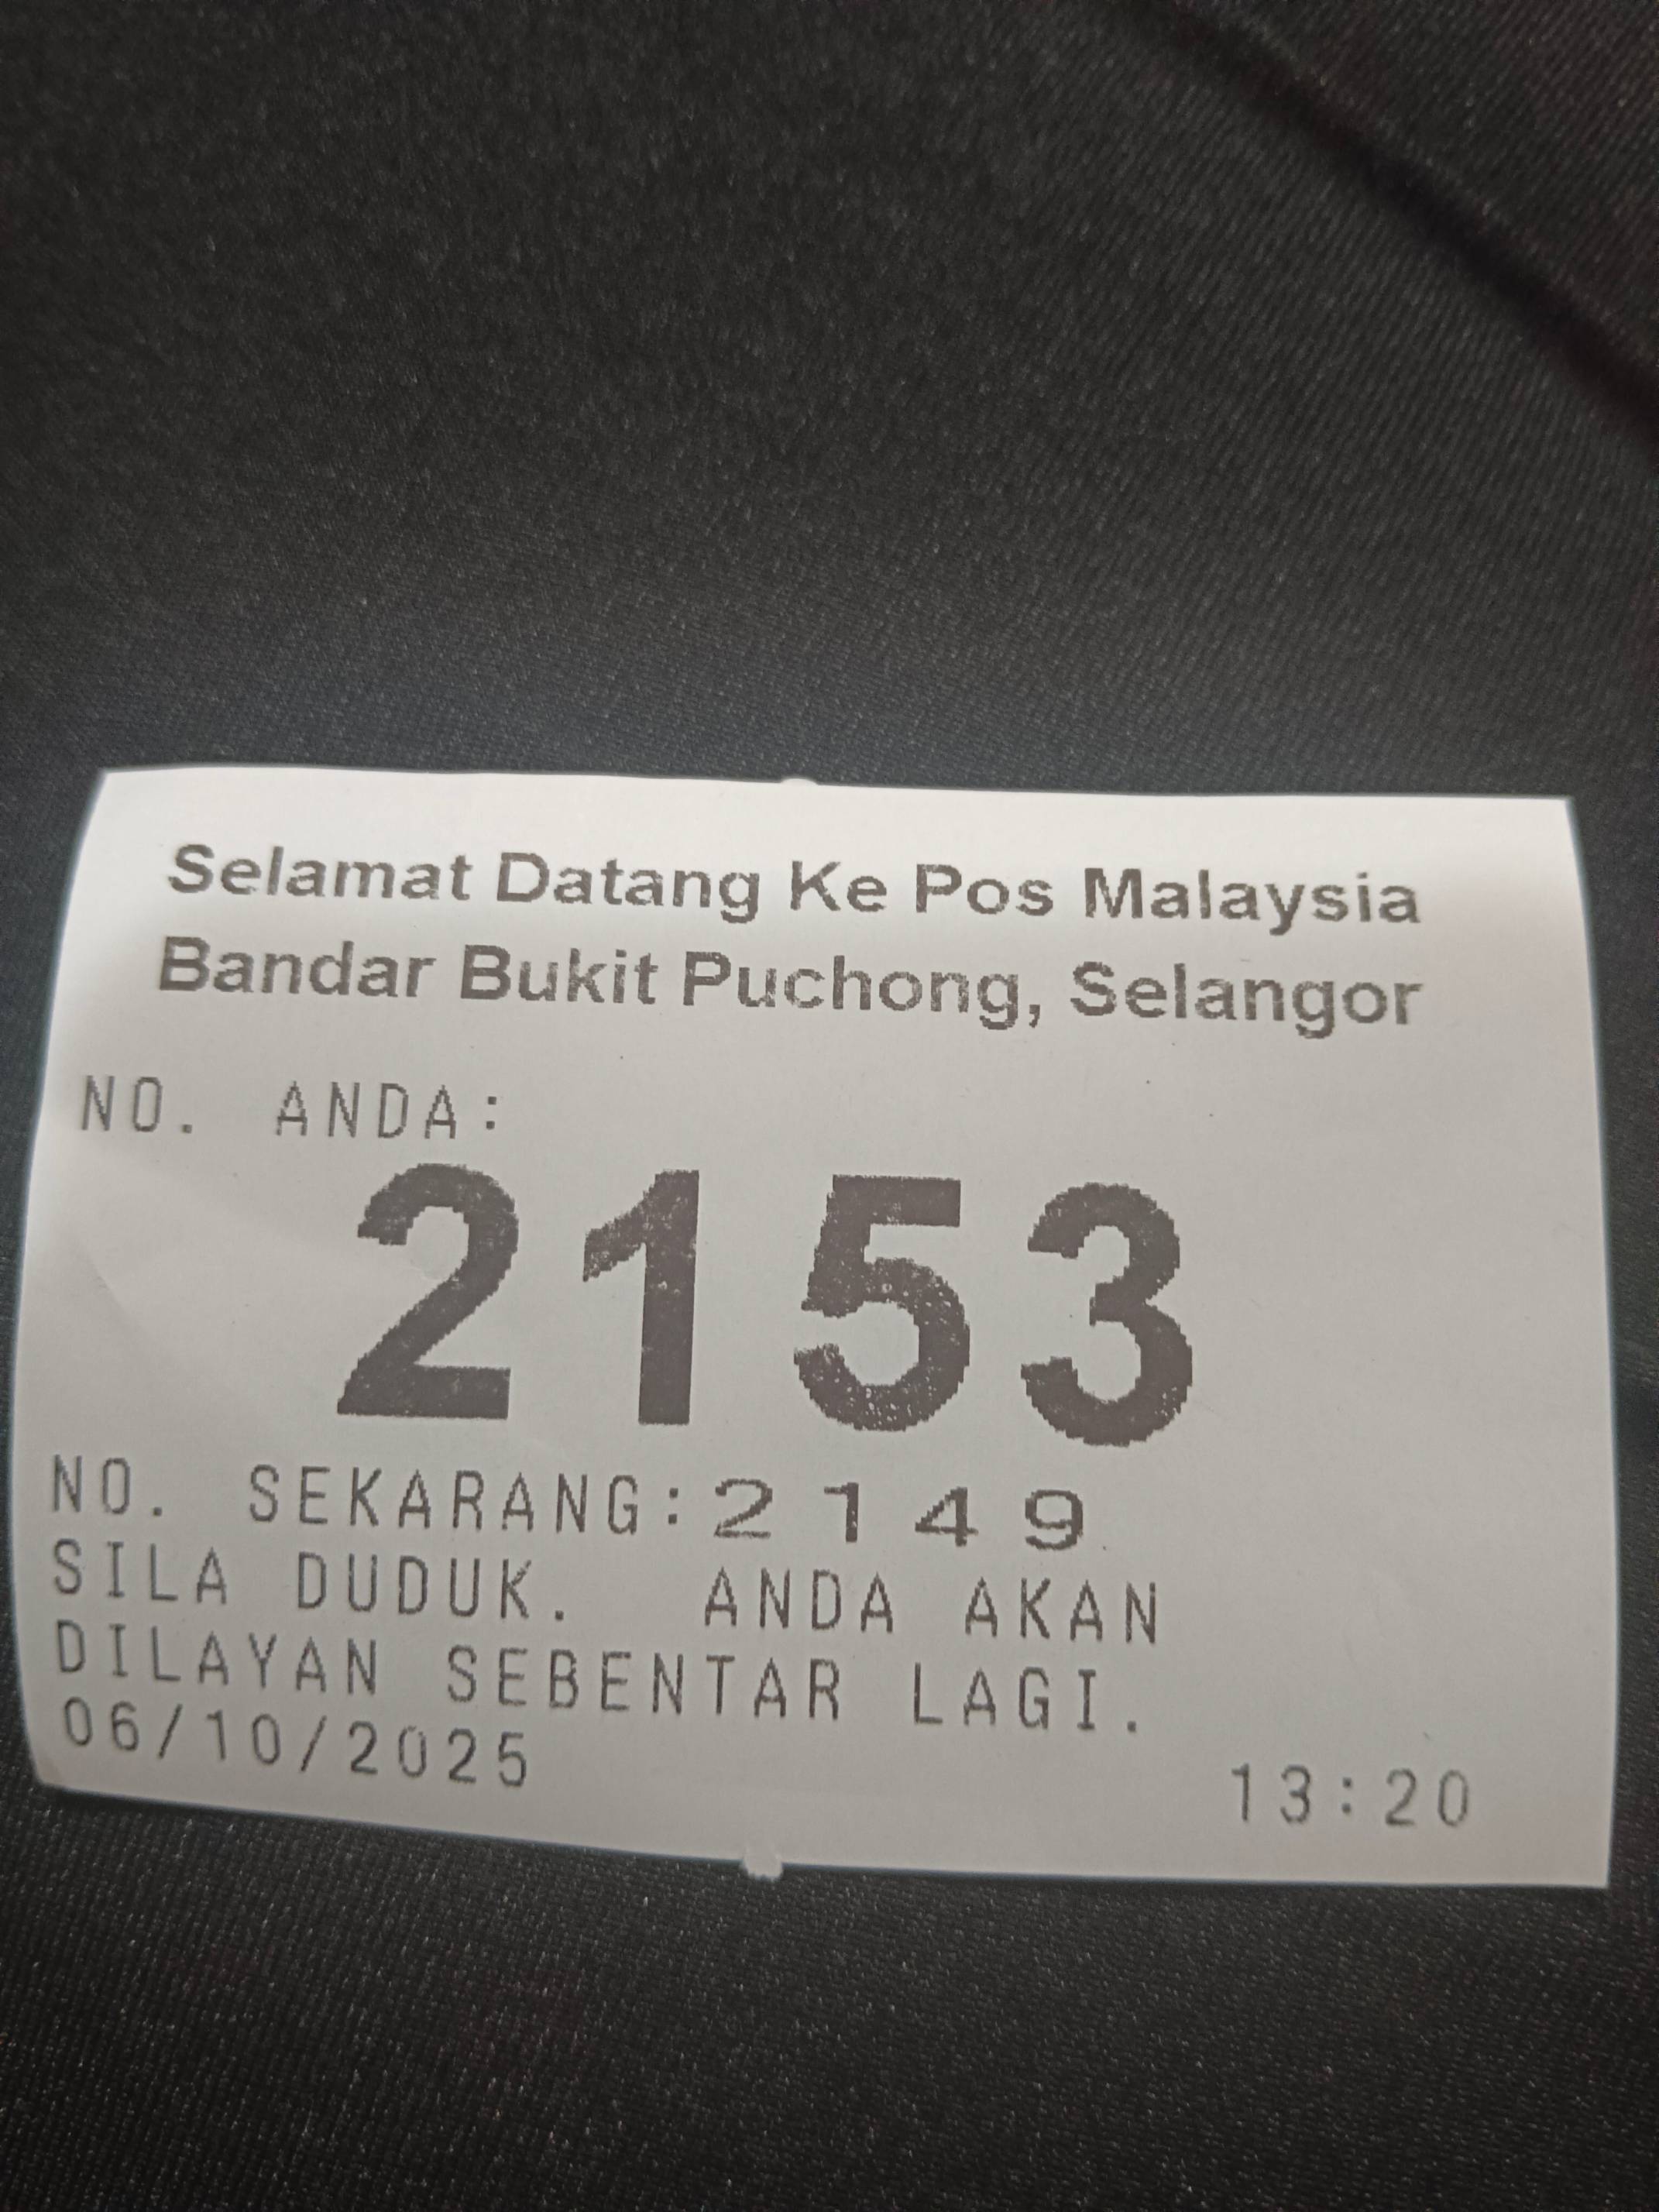 Selamat Datang Ke Pos Malaysia
Bandar Bukit Puchong, Selangor
NO. ANDA:
2153
NO. SEKARANG:2149
SILA DUDUK. ANDA AKAN
DILAYAN SEBENTAR LAGI.
06/10/2025 13:20